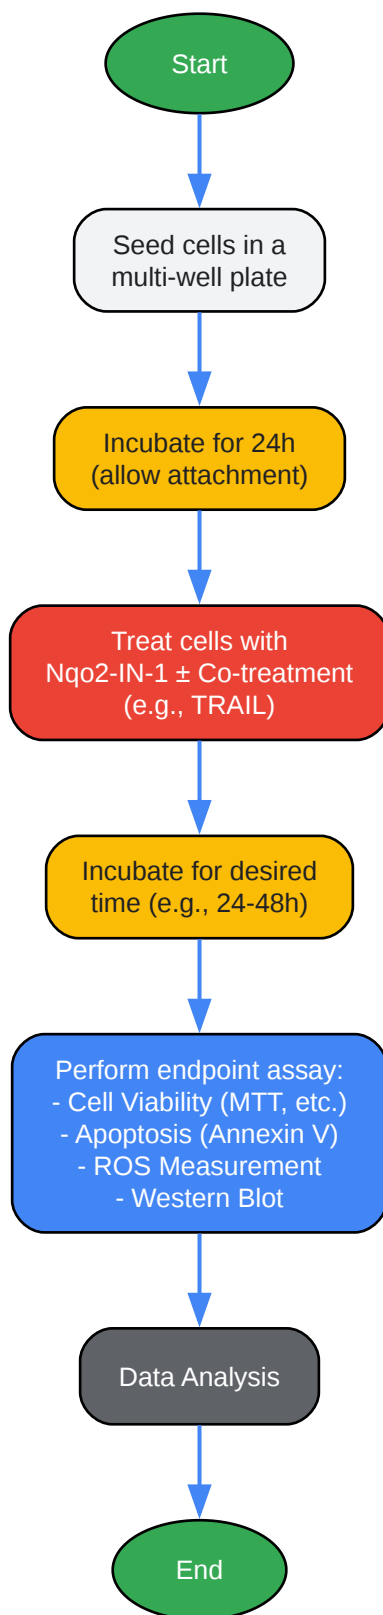 Start
Seed cells in a
multi-well plate
Incubate for 24h
(allow attachment)
Treat cells with
Nqo2-IN-1 ± Co-treatment
(e.g., TRAIL)
Incubate for desired
time (e.g., 24-48h)
Perform endpoint assay:
- Cell Viability (MTT, etc.)
- Apoptosis (Annexin V)
- ROS Measurement
- Western Blot
Data Analysis
End